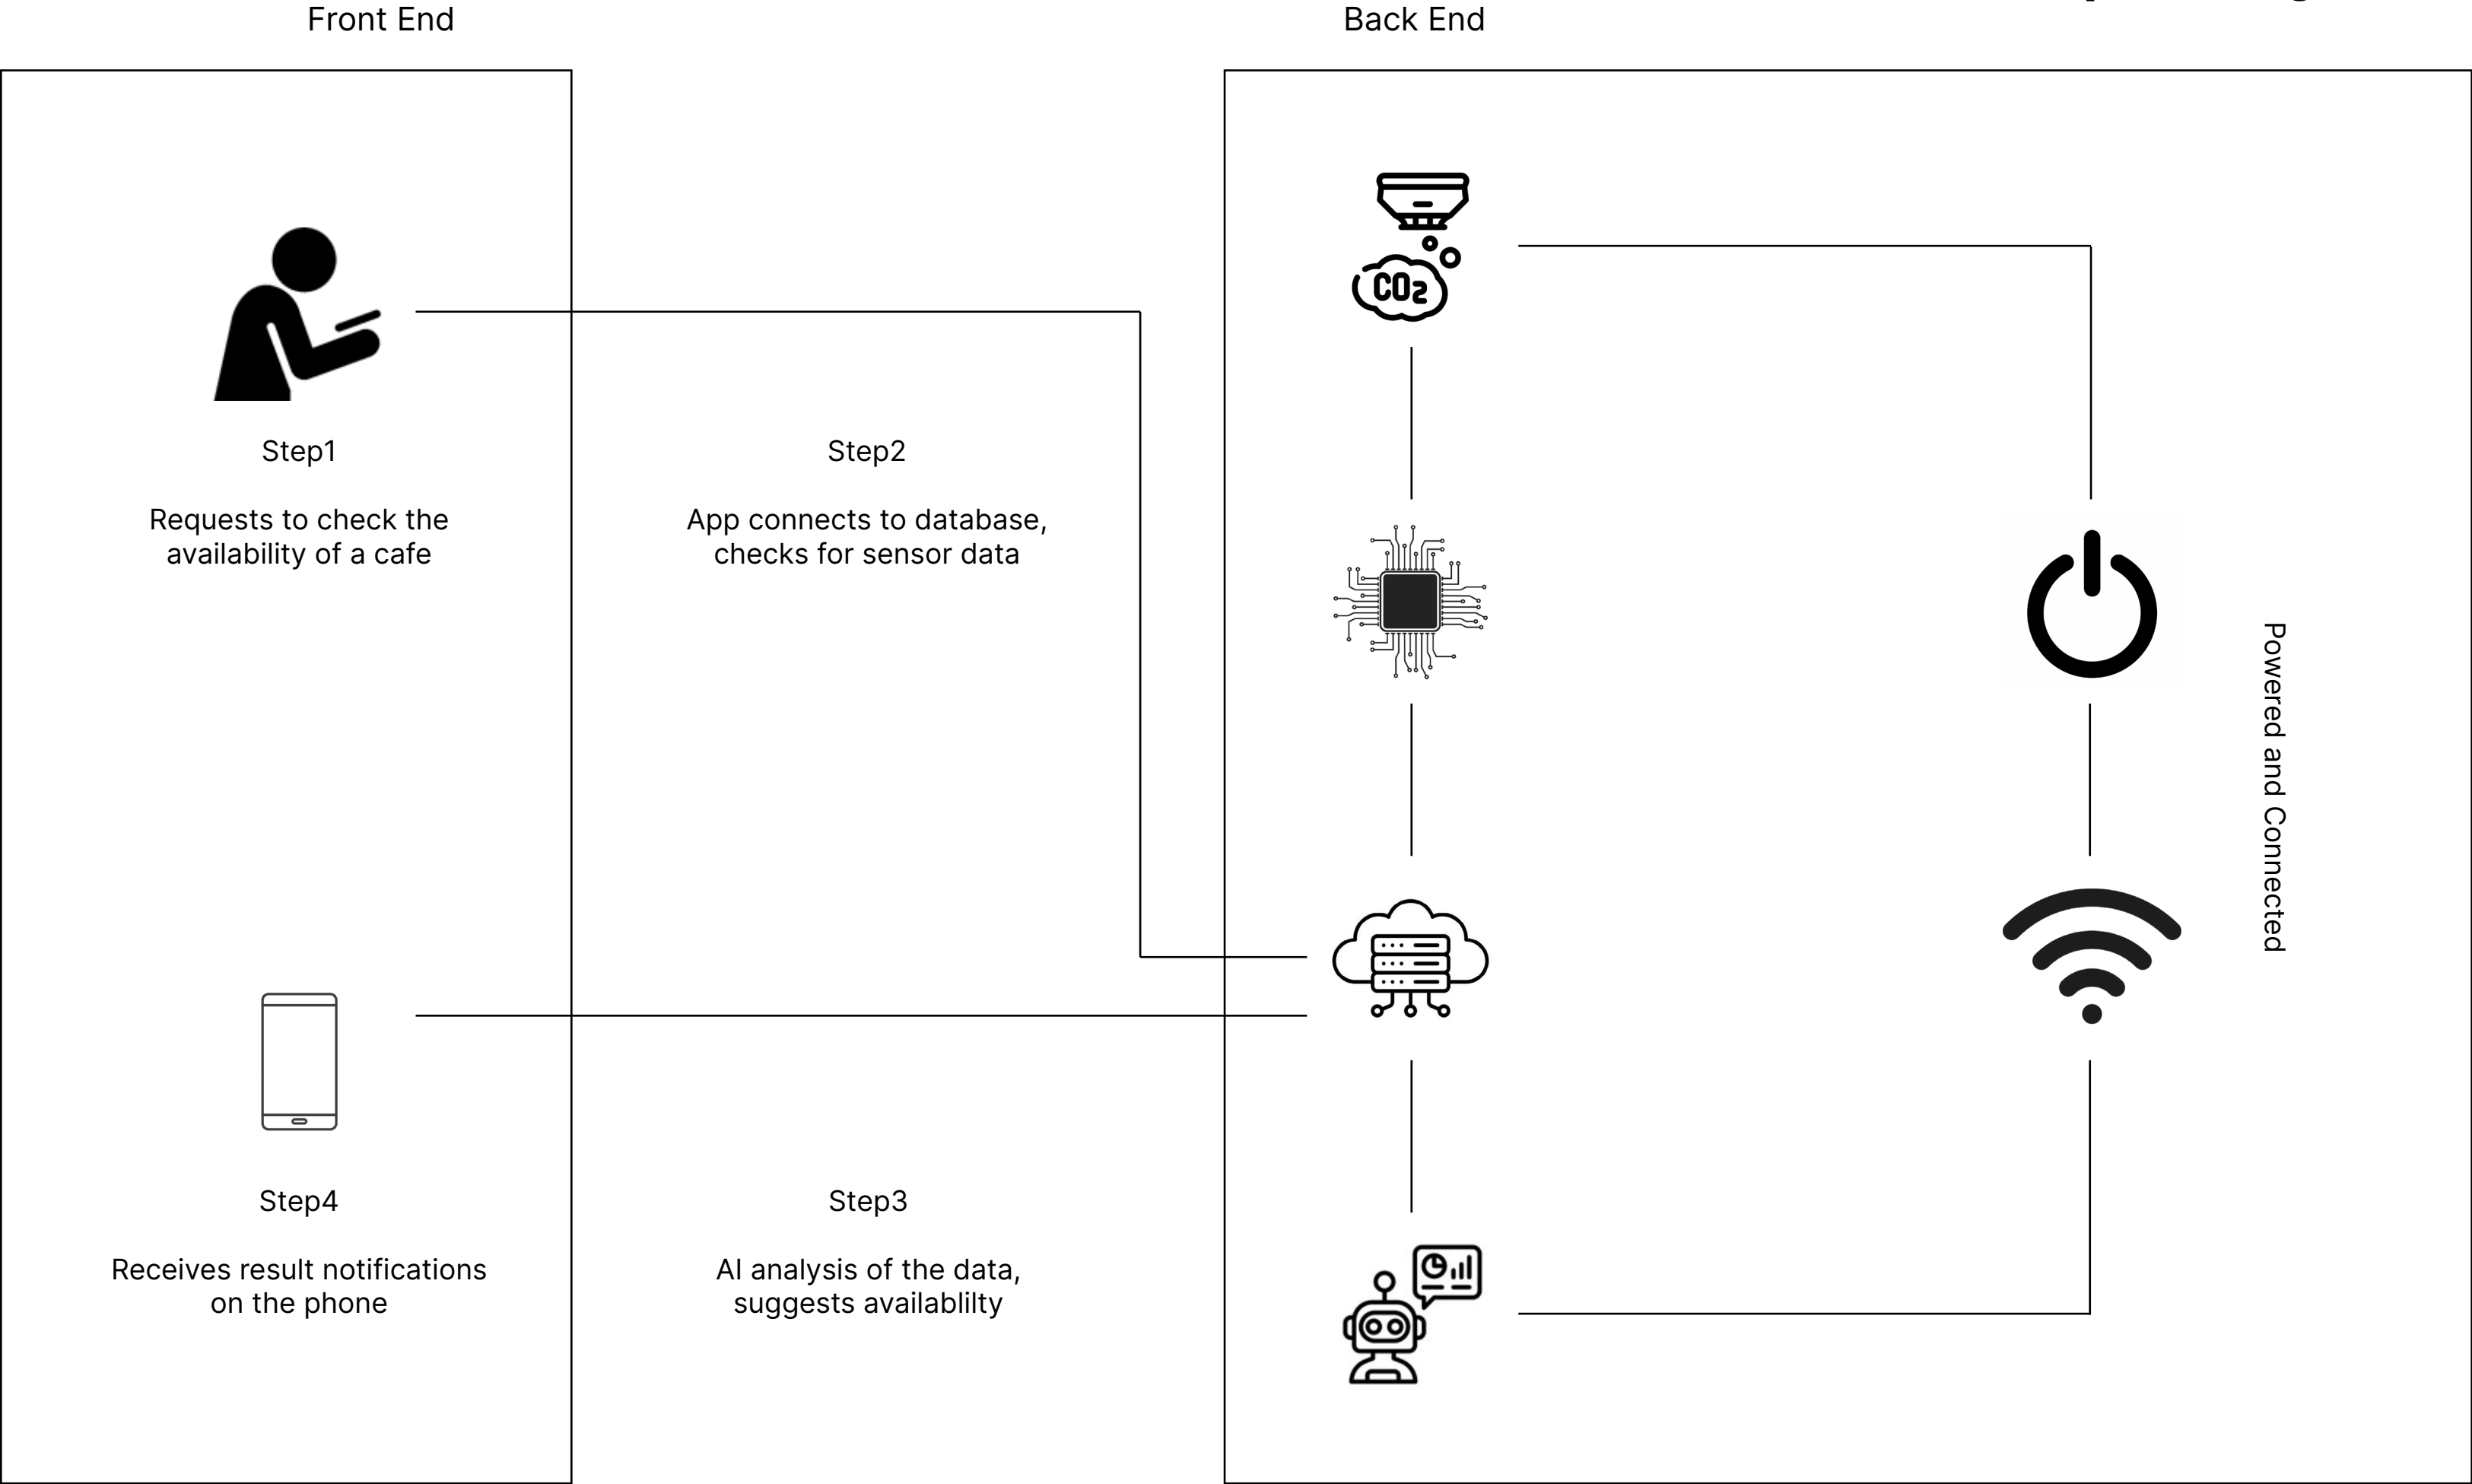 Front End
Back End
CO2
Step1
Requests to check the
availability of a cafe
Step2
App connects to database,
checks for sensor data
Powered and Connected
Step4
Receives result notifications
on the phone
Step3
AI analysis of the data,
suggests availablilty